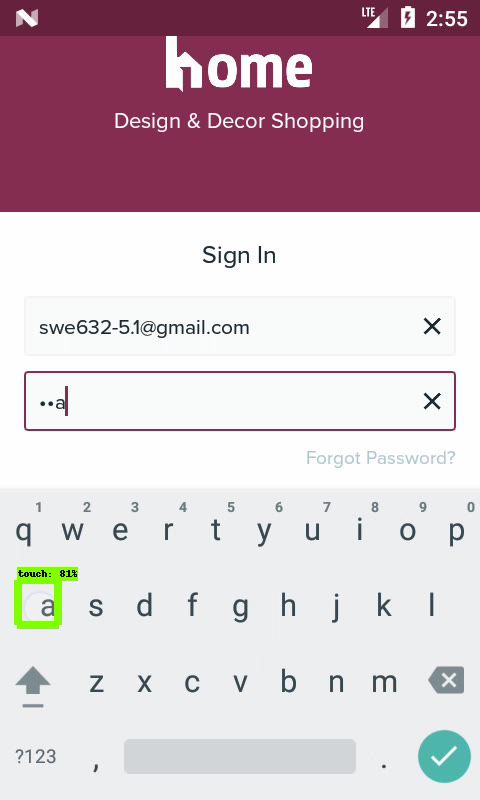 LTE 2:55
home
Design & Decor Shopping
Sign In
swe632-5.1@gmail.com
••a
Forgot Password?
1 2 3 4 5 6 7 8 9 0
q w e r t y u i o p
touch: 81%
a s d f g h j k l
z x c v b n m
?123 , .